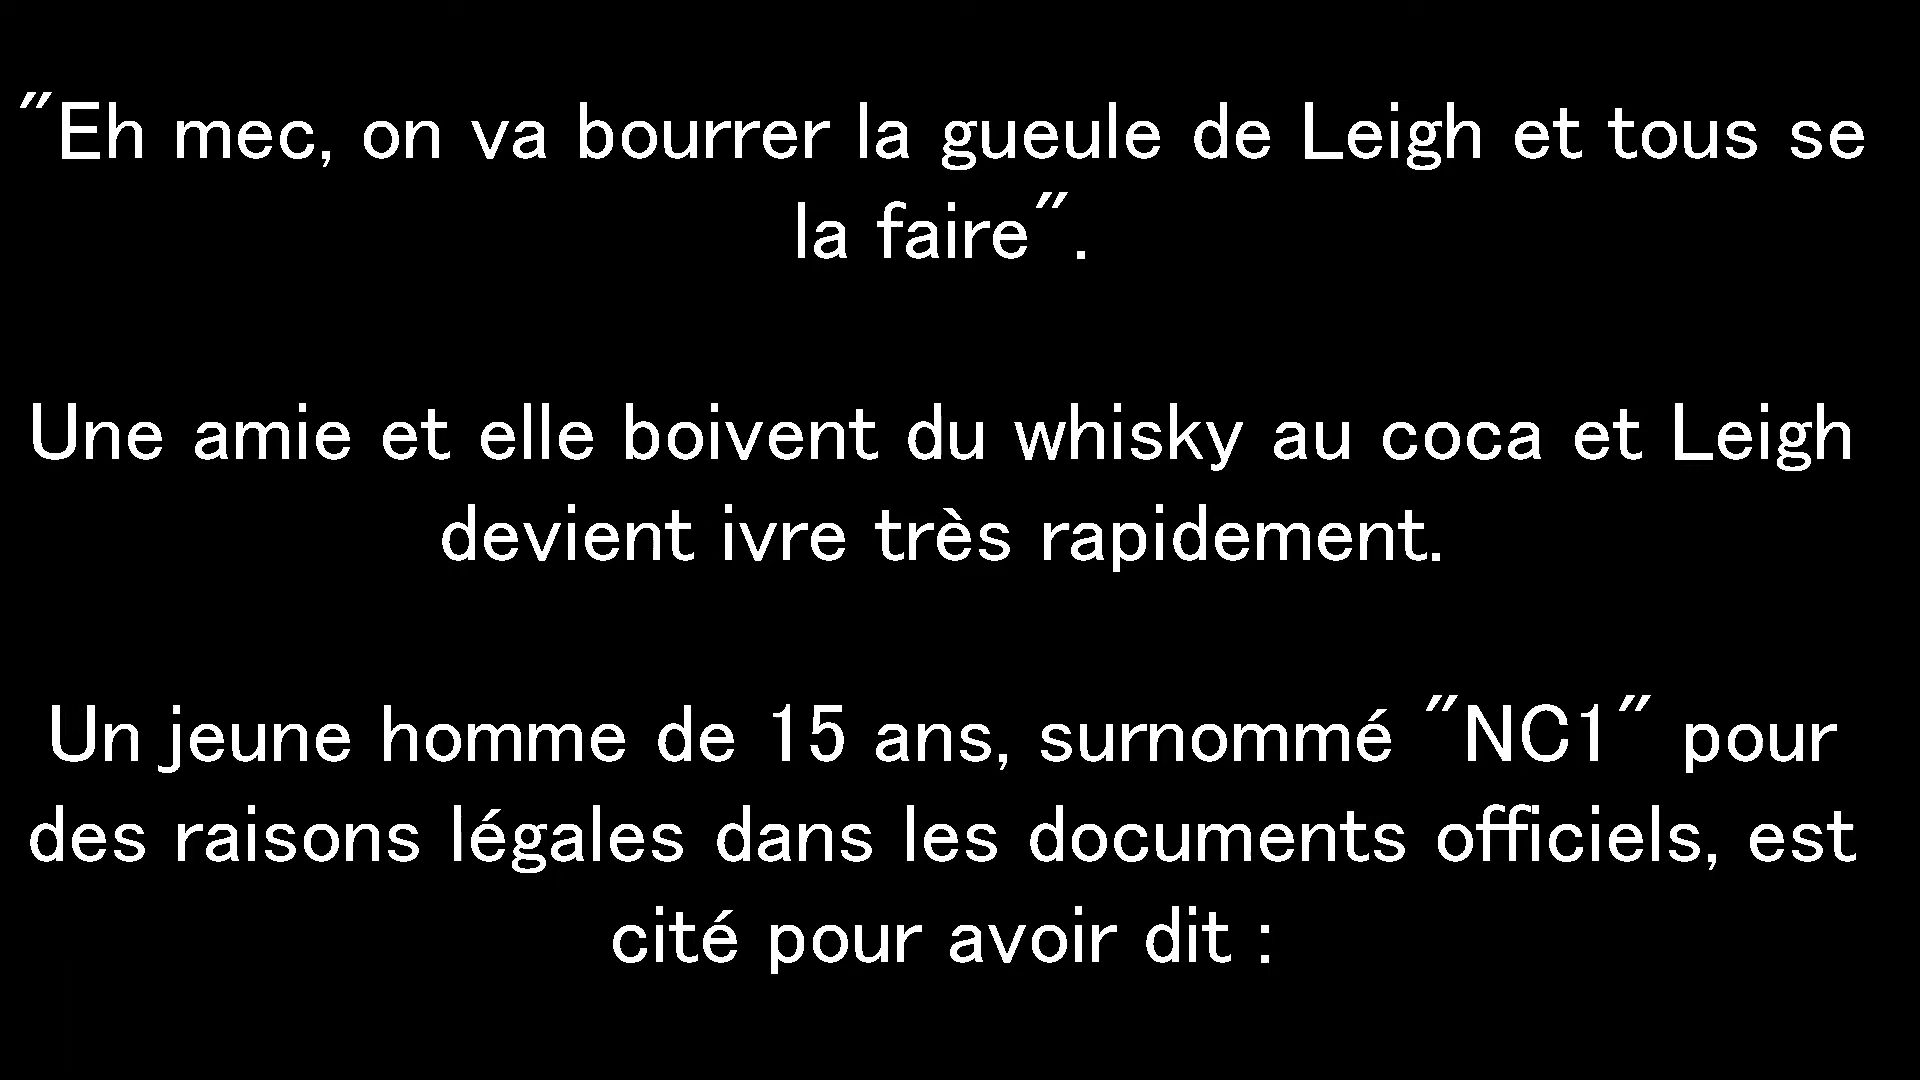 "Eh mec, on va bourrer la gueule de Leigh et tous se
la faire".
Une amie et elle boivent du whisky au coca et Leigh
devient ivre très rapidement.
Un jeune homme de 15 ans, surnommé "NC1" pour
des raisons légales dans les documents officiels, est
cité pour avoir dit :